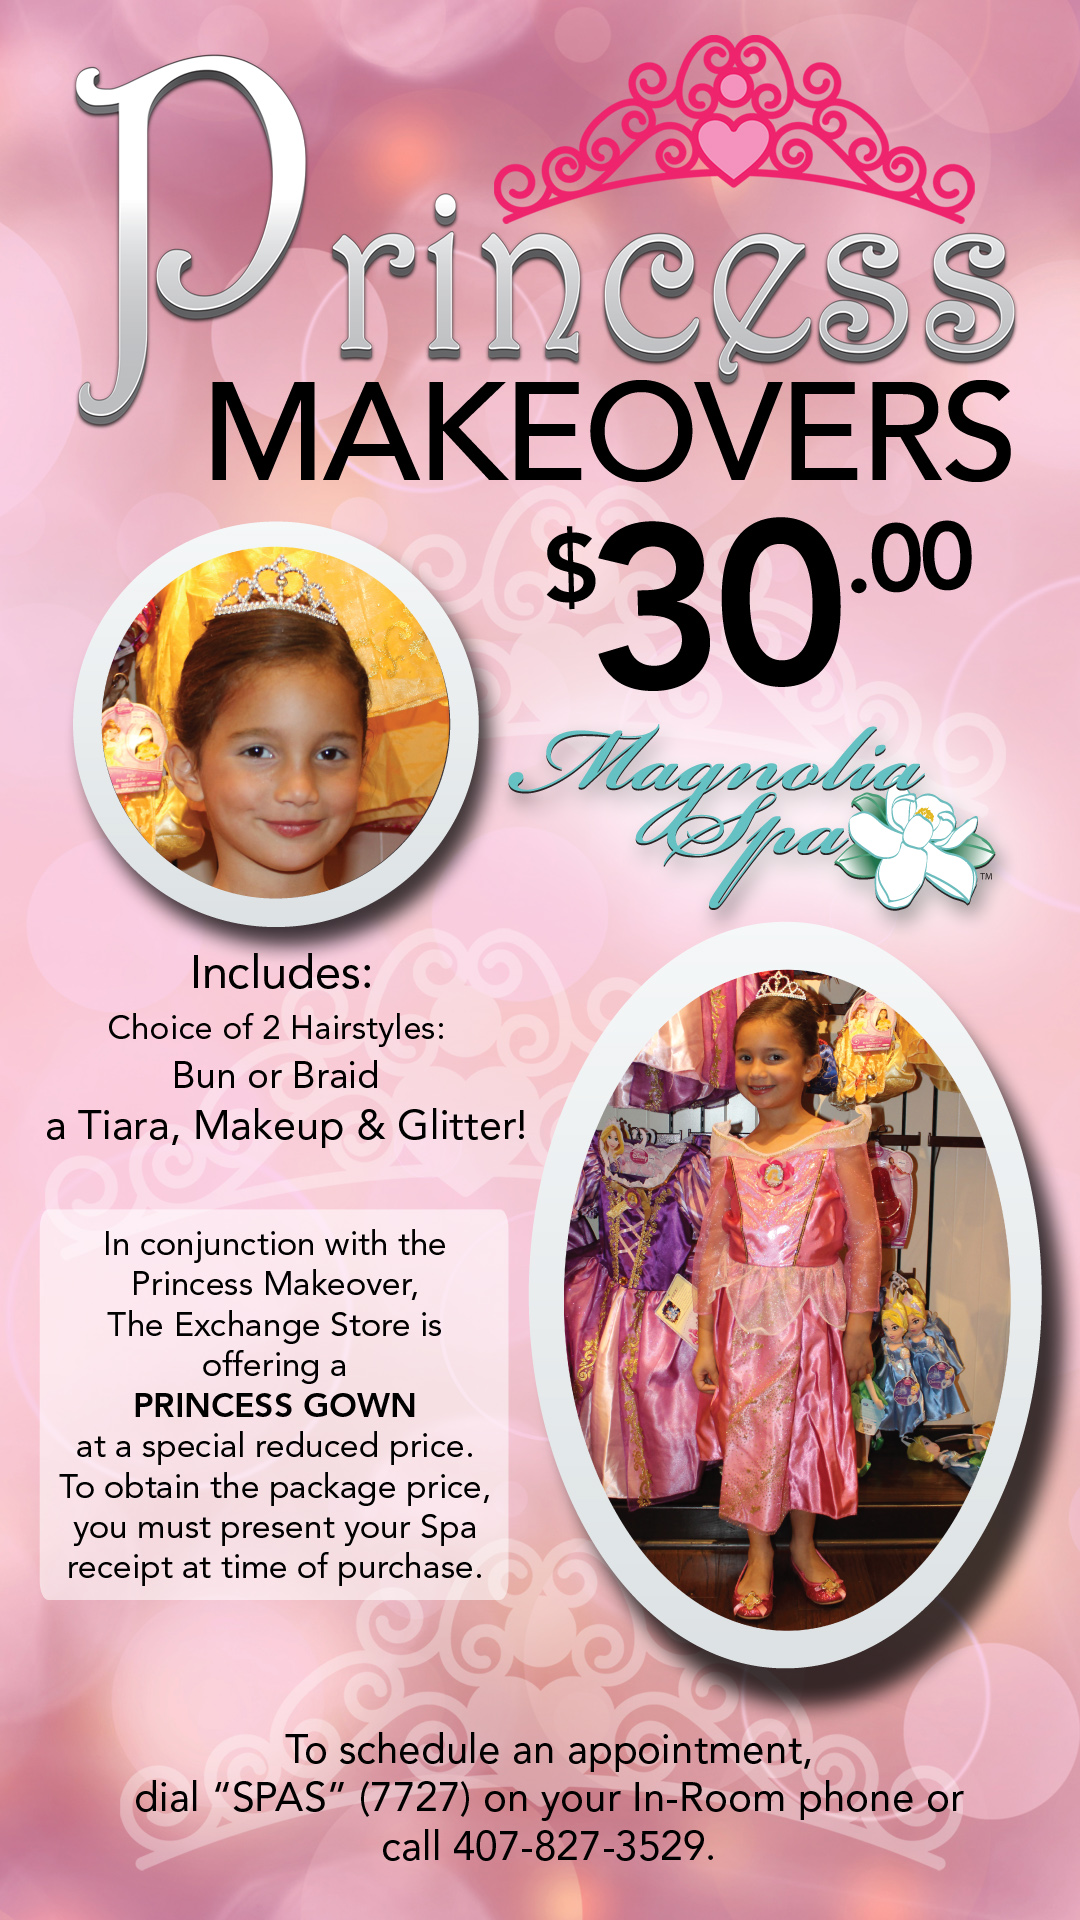 Princess
MAKEOVERS
$30.00
Magnolia
Spa
TM
Includes:
Choice of 2 Hairstyles:
Bun or Braid
a Tiara, Makeup & Glitter!
In conjunction with the
Princess Makeover,
The Exchange Store is
offering a
PRINCESS GOWN
at a special reduced price.
To obtain the package price,
you must present your Spa
receipt at time of purchase.
To schedule an appointment,
dial “SPAS” (7727) on your In-Room phone or
call 407-827-3529.